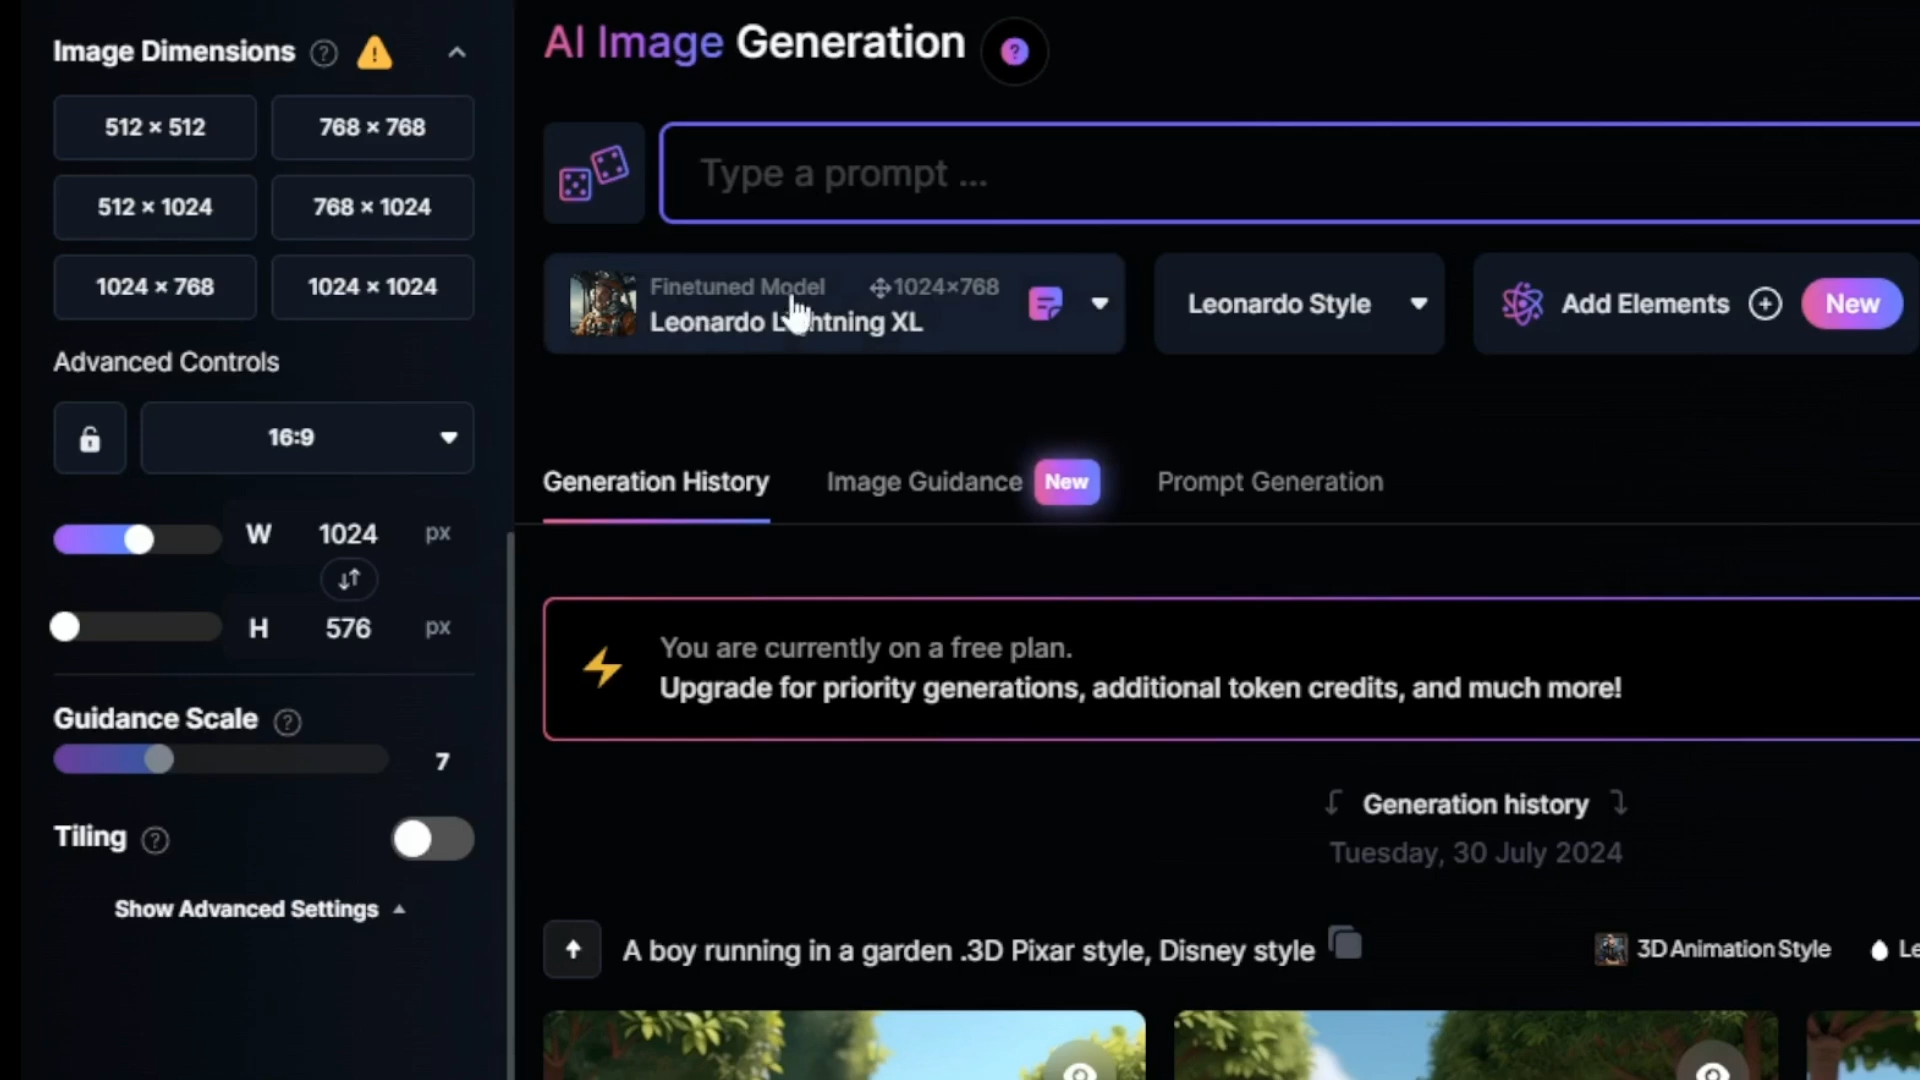 Image Dimensions
512 × 512
768 × 768
512 × 1024
768 × 1024
1024 × 768
1024 × 1024
Advanced Controls
16:9
W 1024 px
H 576 px
Guidance Scale
7
Tiling
Show Advanced Settings
AI Image Generation
Type a prompt ...
Finetuned Model 1024×768
Leonardo Lightning XL
Leonardo Style
Add Elements
New
Generation History
Image Guidance
New
Prompt Generation
You are currently on a free plan.
Upgrade for priority generations, additional token credits, and much more!
Generation history
Tuesday, 30 July 2024
A boy running in a garden .3D Pixar style, Disney style
3D Animation Style